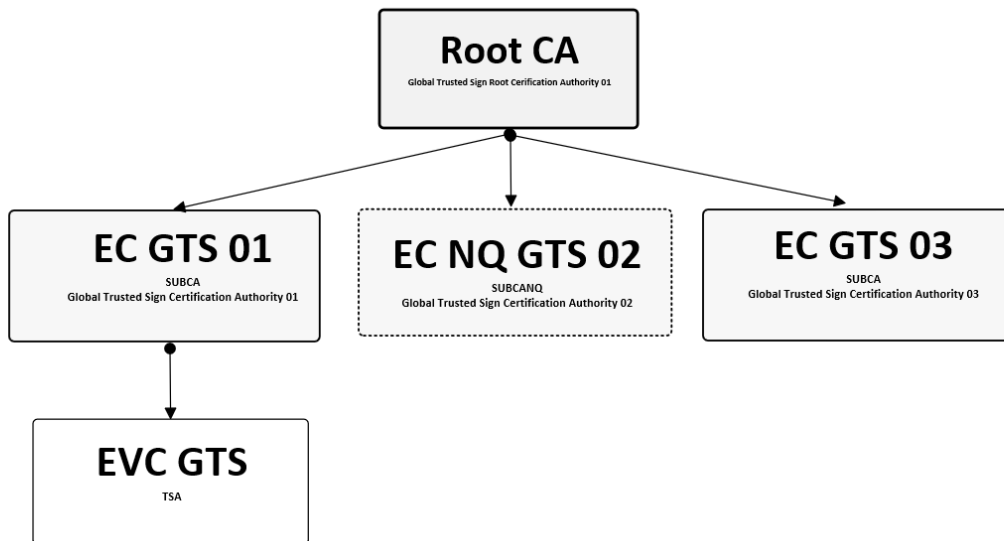 Root CA
Global Trusted Sign Root Cerification Authority 01
EC GTS 01
SUBCA
Global Trusted Sign Certification Authority 01
EC NQ GTS 02
SUBCANQ
Global Trusted Sign Certification Authority 02
EC GTS 03
SUBCA
Global Trusted Sign Certification Authority 03
EVC GTS
TSA